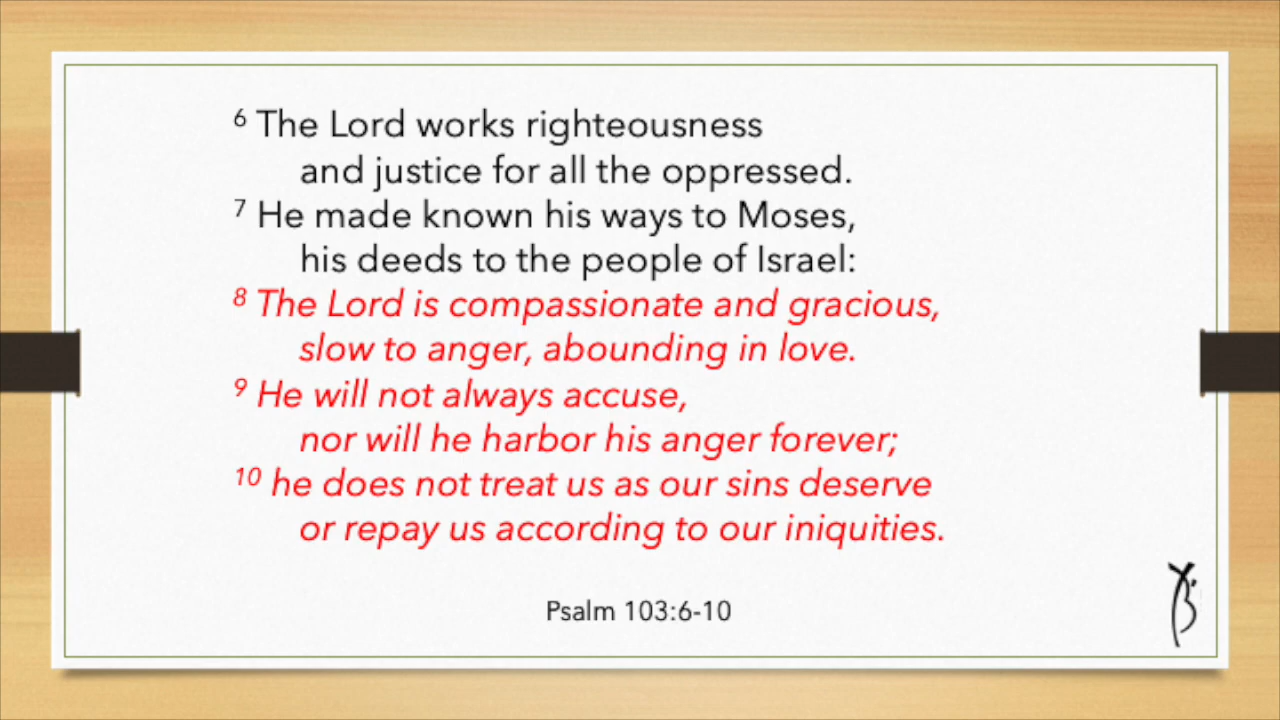 6 The Lord works righteousness
and justice for all the oppressed.
7 He made known his ways to Moses,
his deeds to the people of Israel:
8 The Lord is compassionate and gracious,
slow to anger, abounding in love.
9 He will not always accuse,
nor will he harbor his anger forever;
10 he does not treat us as our sins deserve
or repay us according to our iniquities.
Psalm 103:6-10